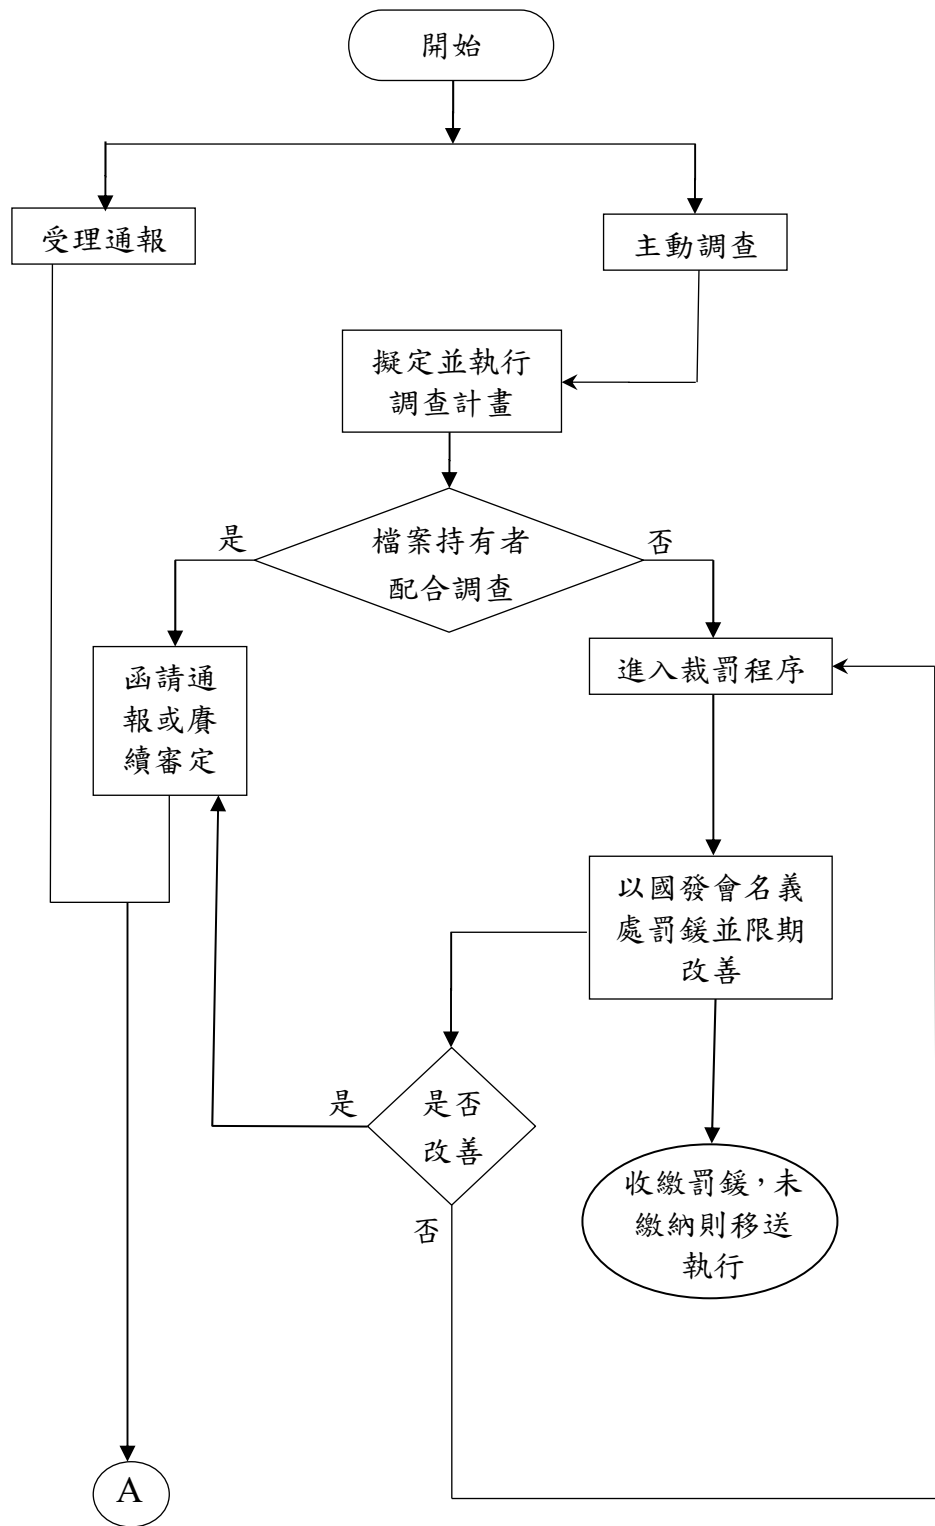 開始
受理通報
主動調查
擬定並執行
調查計畫
是
檔案持有者
配合調查
否
函請通
報或賡
續審定
進入裁罰程序
以國發會名義
處罰鍰並限期
改善
是
是否
改善
否
收繳罰鍰，未
繳納則移送
執行
A